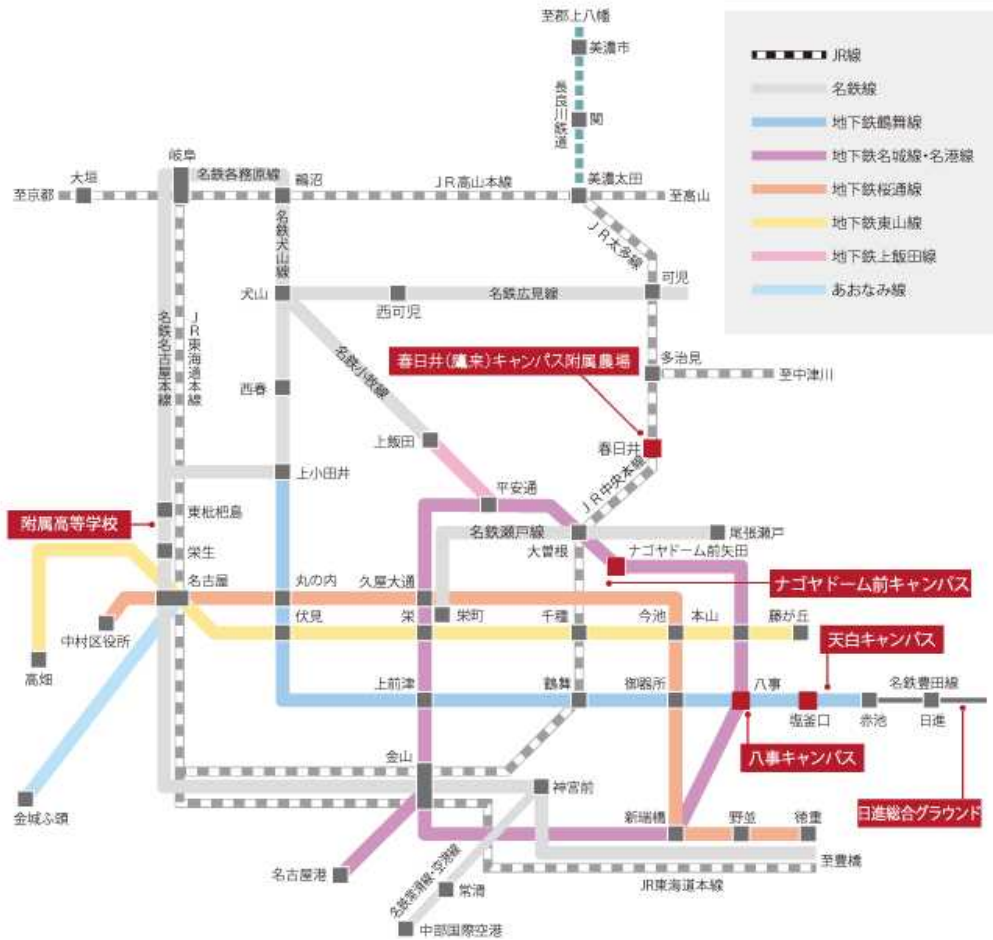 至郡上八幡
美濃市
長良川鉄道
関
JR線
名鉄線
地下鉄鶴舞線
地下鉄名城線・名港線
地下鉄桜通線
地下鉄東山線
地下鉄上飯田線
あおなみ線
岐阜
大垣
至京都
名鉄各務原線
鵜沼
JR高山本線
美濃太田
至高山
名鉄犬山線
JR太多線
犬山
西可児
名鉄広見線
可児
名鉄名古屋本線
JR東海道本線
名鉄小牧線
春日井(鷹来)キャンパス附属農場
多治見
至中津川
西春
上飯田
春日井
JR中央本線
上小田井
平安通
附属高等学校
東枇杷島
名鉄瀬戸線
尾張瀬戸
大曽根
ナゴヤドーム前矢田
栄生
ナゴヤドーム前キャンパス
名古屋
丸の内
久屋大通
中村区役所
伏見
栄
栄町
千種
今池
本山
藤が丘
高畑
天白キャンパス
上前津
鶴舞
御器所
八事
塩釜口
赤池
名鉄豊田線
日進
八事キャンパス
金山
神宮前
金城ふ頭
新瑞橋
野並
徳重
日進総合グラウンド
名古屋港
名鉄常滑線・空港線
常滑
中部国際空港
JR東海道本線
至豊橋